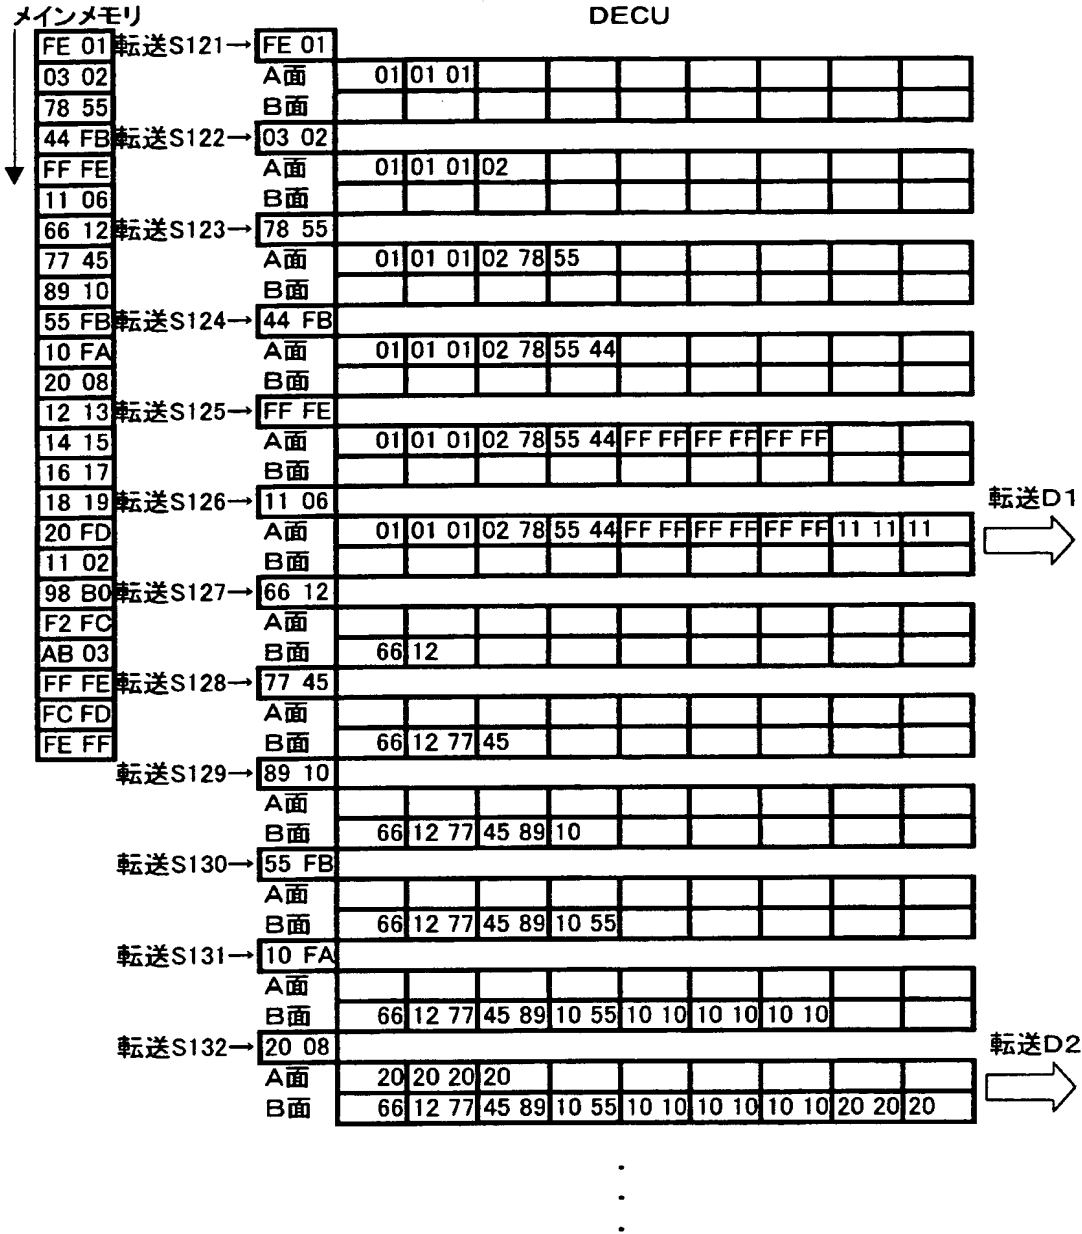 メインメモリ DECU
FE 01 転送S121→ FE 01
03 02 A面 01 01 01
78 55 B面
44 FB 転送S122→ 03 02
FF FE A面 01 01 01 02
11 06 B面
66 12 転送S123→ 78 55
77 45 A面 01 01 01 02 78 55
89 10 B面
55 FB 転送S124→ 44 FB
10 FA A面 01 01 01 02 78 55 44
20 08 B面
12 13 転送S125→ FF FE
14 15 A面 01 01 01 02 78 55 44 FF FF FF FF FF FF
16 17 B面
18 19 転送S126→ 11 06 転送D1
20 FD A面 01 01 01 02 78 55 44 FF FF FF FF FF FF 11 11 11
11 02 B面
98 B0 転送S127→ 66 12
F2 FC A面
AB 03 B面 66 12
FF FE 転送S128→ 77 45
FC FD A面
FE FF B面 66 12 77 45
転送S129→ 89 10
A面
B面 66 12 77 45 89 10
転送S130→ 55 FB
A面
B面 66 12 77 45 89 10 55
転送S131→ 10 FA
A面
B面 66 12 77 45 89 10 55 10 10 10 10 10 10
転送S132→ 20 08 転送D2
A面 20 20 20 20
B面 66 12 77 45 89 10 55 10 10 10 10 10 10 20 20 20